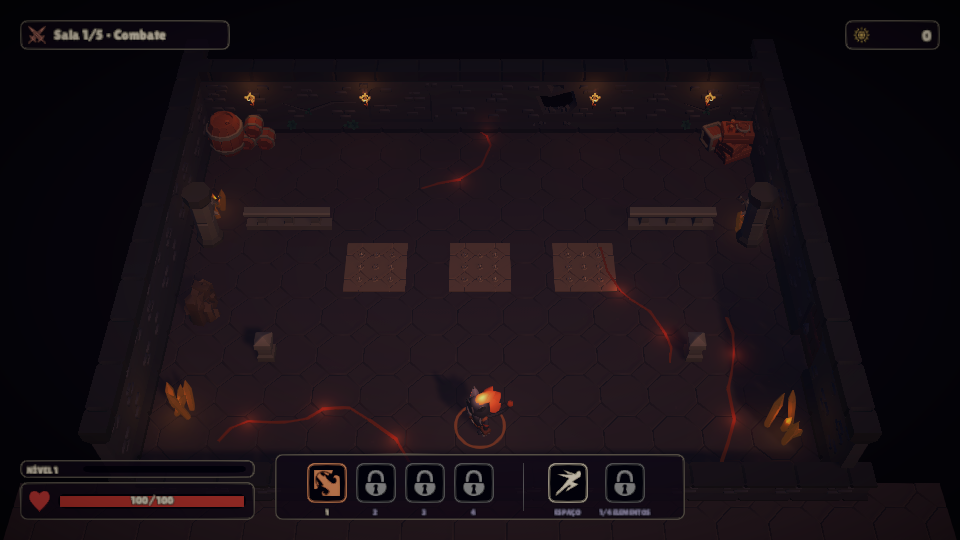 Sala 1/5 - Combate
0
NÍVEL 1
100/100
1
2
3
4
ESPAÇO
1/4 ELEMENTOS